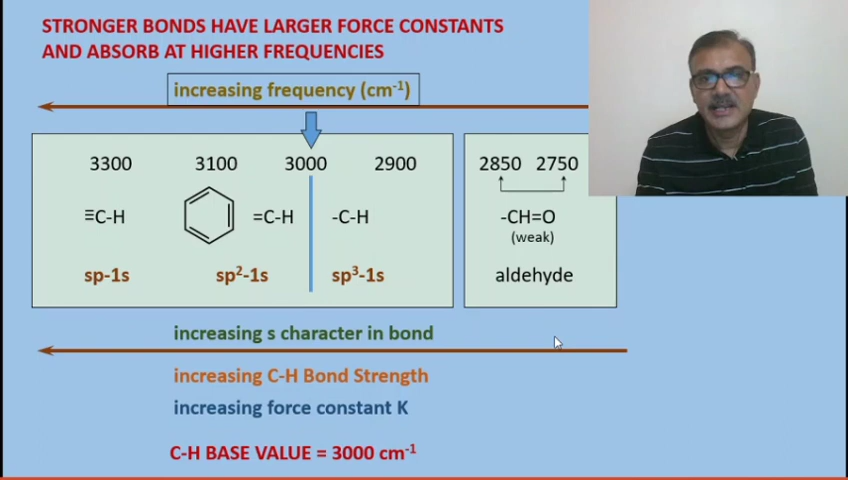 STRONGER BONDS HAVE LARGER FORCE CONSTANTS
AND ABSORB AT HIGHER FREQUENCIES
increasing frequency (cm⁻¹)
3300 3100 3000 2900
≡C-H =C-H -C-H
sp-1s sp²-1s sp³-1s
2850 2750
-CH=O
(weak)
aldehyde
increasing s character in bond
increasing C-H Bond Strength
increasing force constant K
C-H BASE VALUE = 3000 cm⁻¹